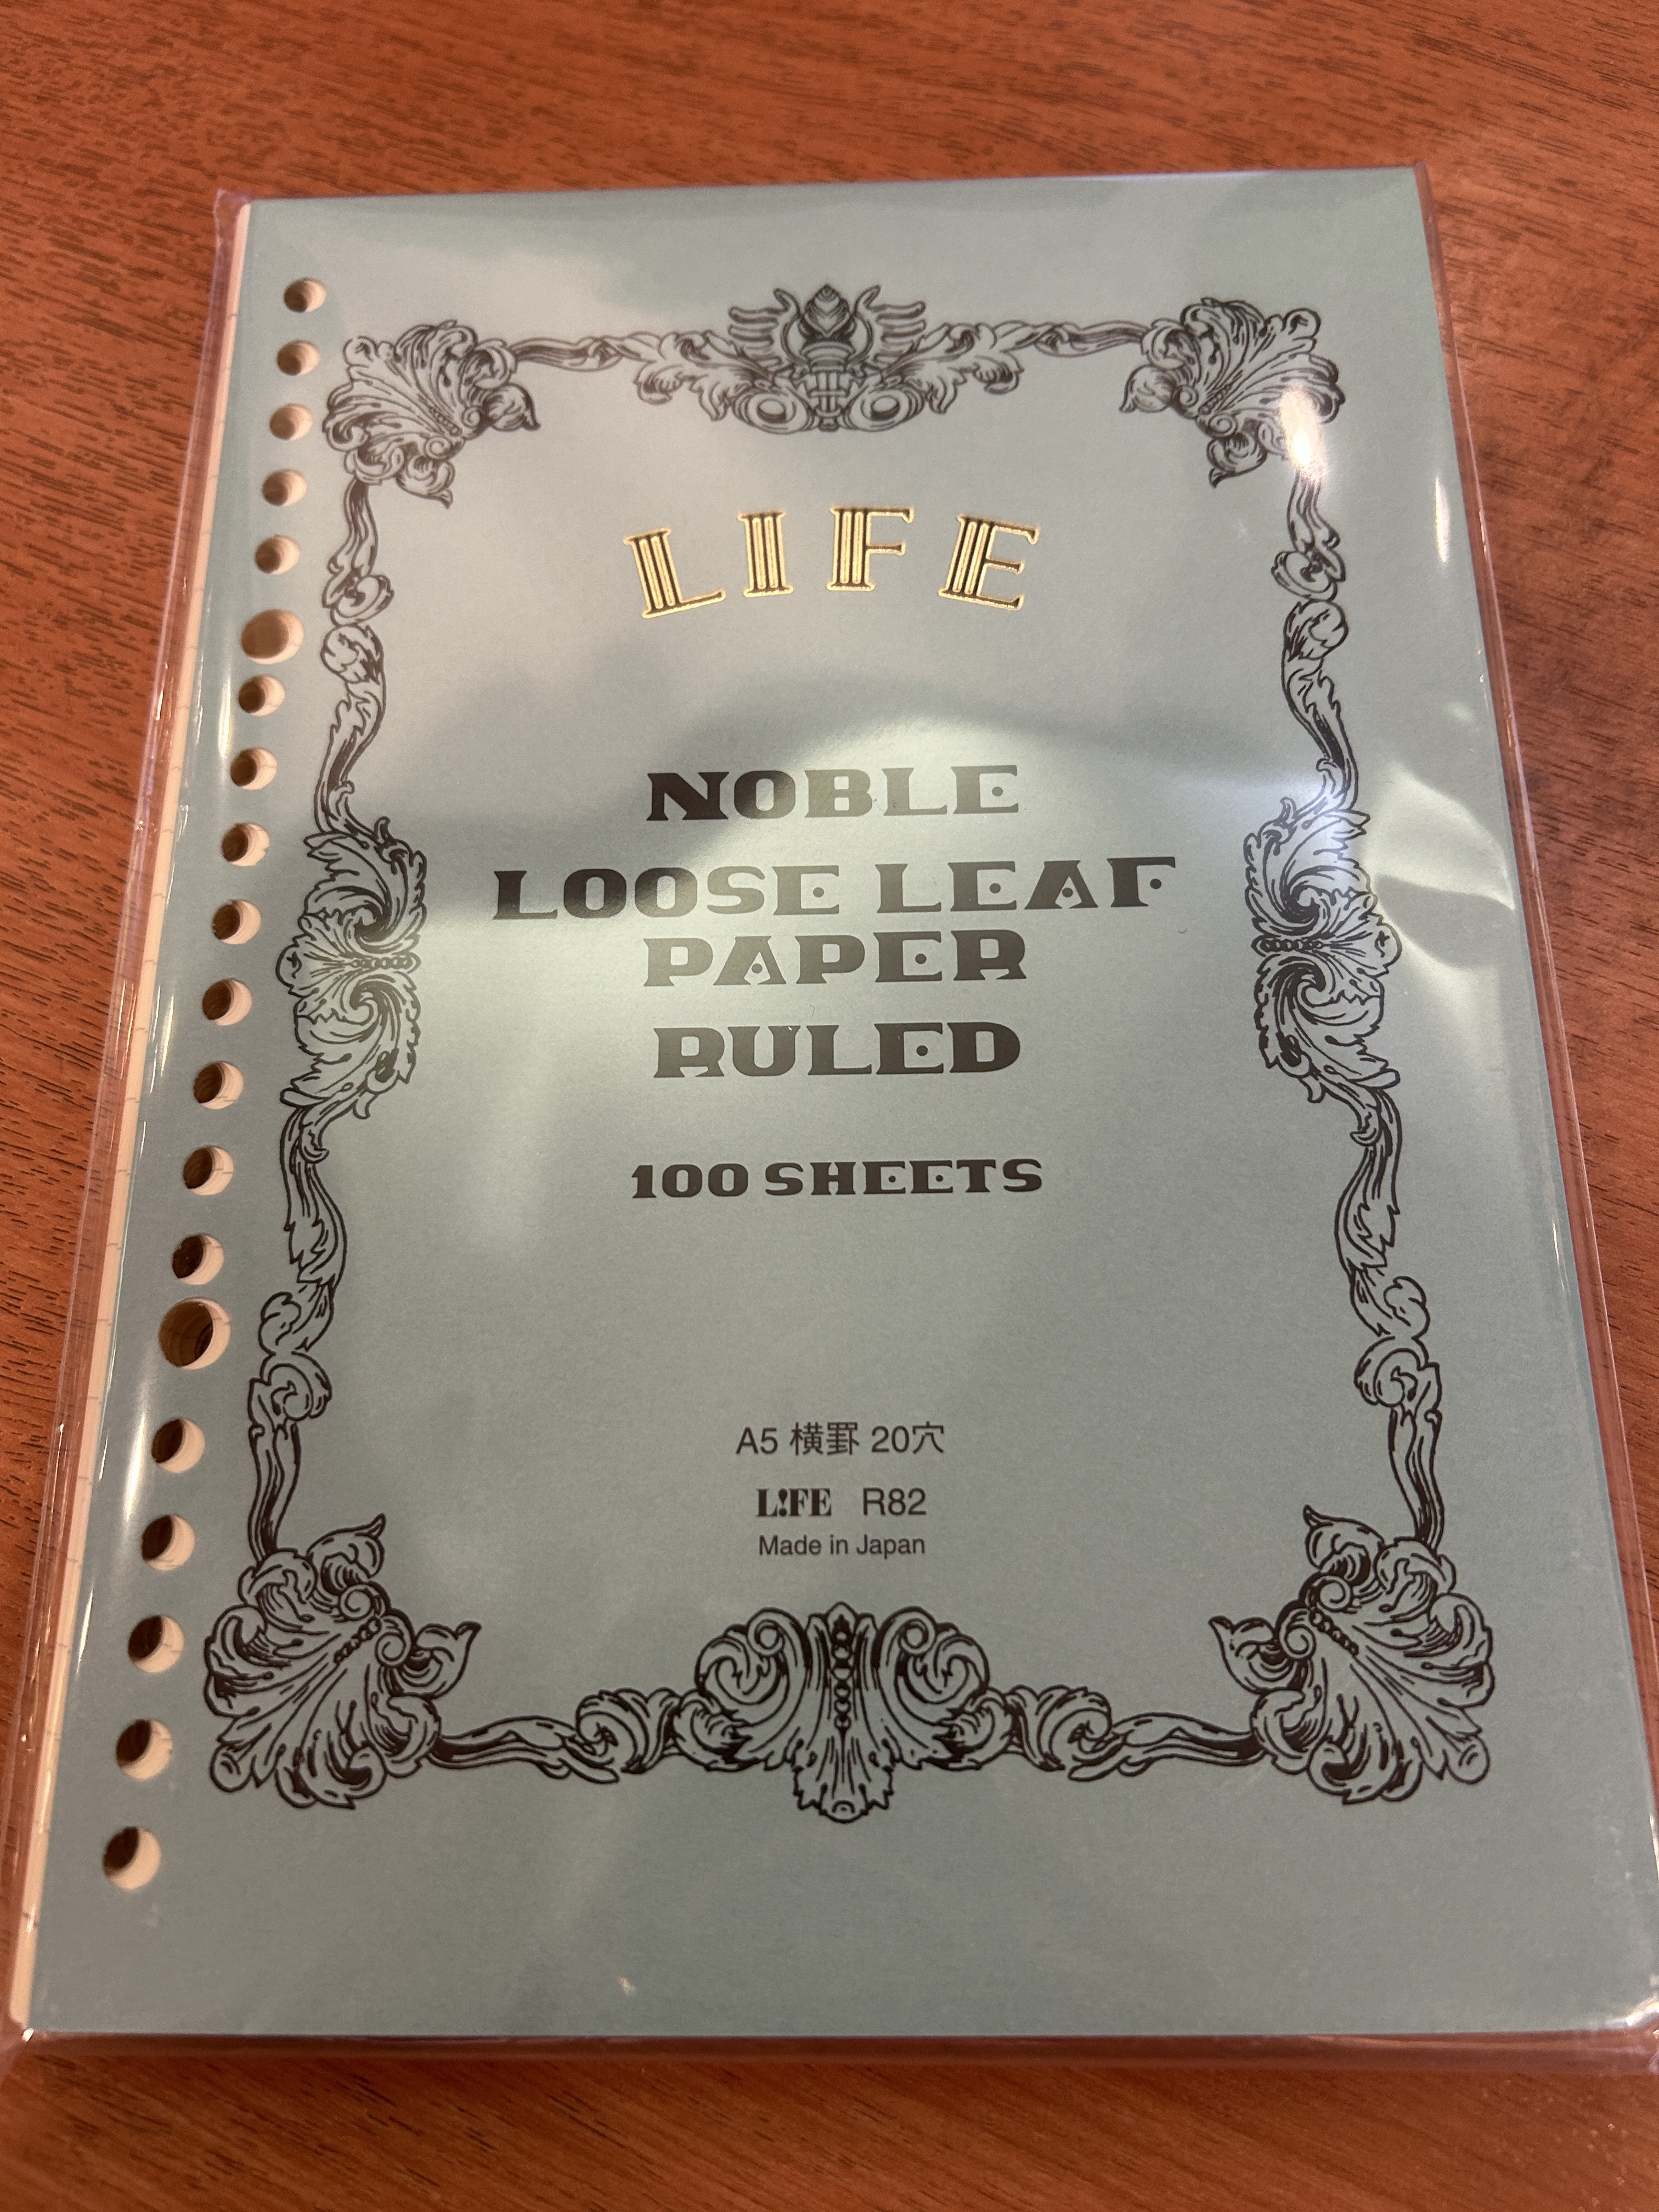 LIFE
NOBLE
LOOSE LEAF
PAPER
RULED
100 SHEETS
A5 横罫 20穴
L!FE R82
Made in Japan